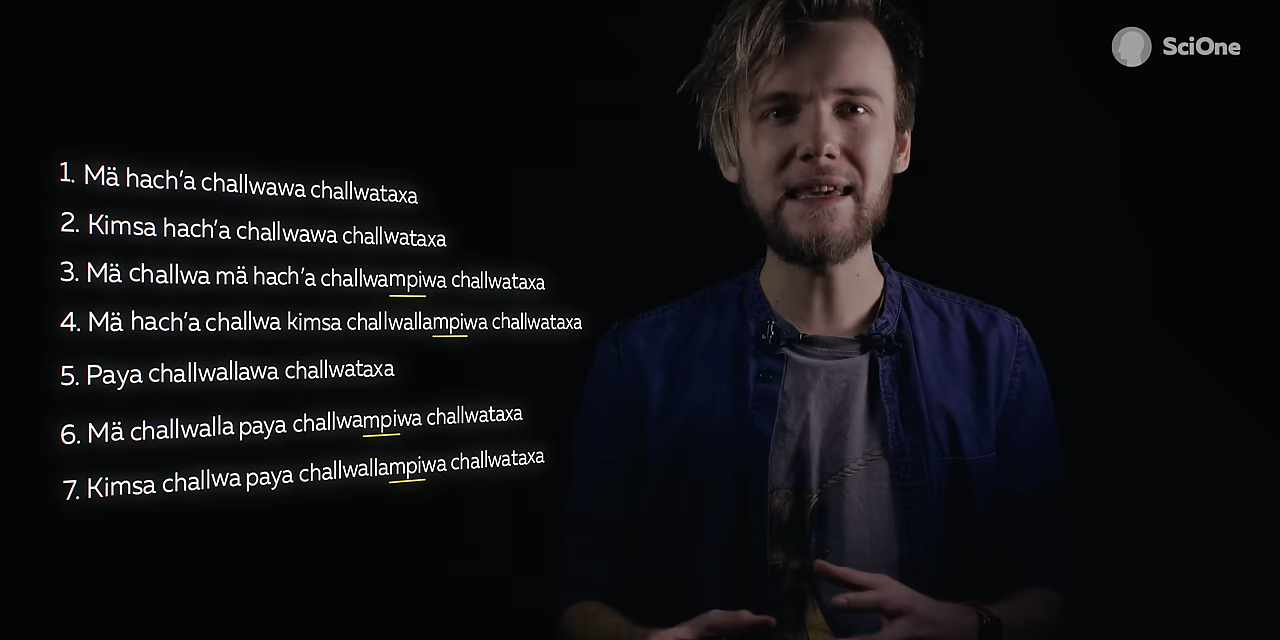 SciOne
1. Mä hach’a challwawa challwataxa
2. Kimsa hach’a challwawa challwataxa
3. Mä challwa mä hach’a challwampiwa challwataxa
4. Mä hach’a challwa kimsa challwallampiwa challwataxa
5. Paya challwallawa challwataxa
6. Mä challwalla paya challwampiwa challwataxa
7. Kimsa challwa paya challwallampiwa challwataxa